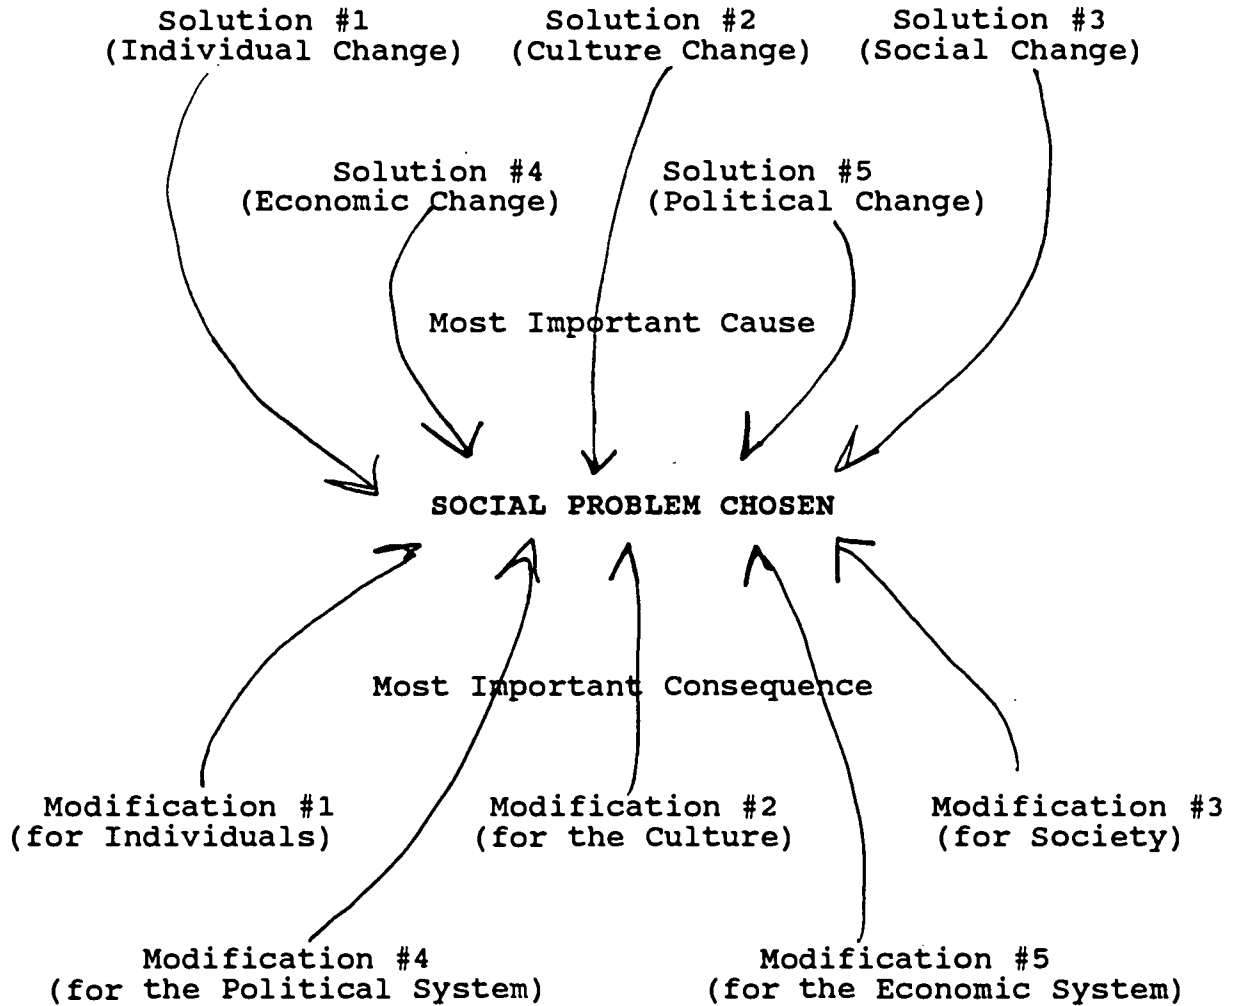 Solution #1
(Individual Change)
Solution #2
(Culture Change)
Solution #3
(Social Change)
Solution #4
(Economic Change)
Solution #5
(Political Change)
Most Important Cause
SOCIAL PROBLEM CHOSEN
Most Important Consequence
Modification #1
(for Individuals)
Modification #2
(for the Culture)
Modification #3
(for Society)
Modification #4
(for the Political System)
Modification #5
(for the Economic System)